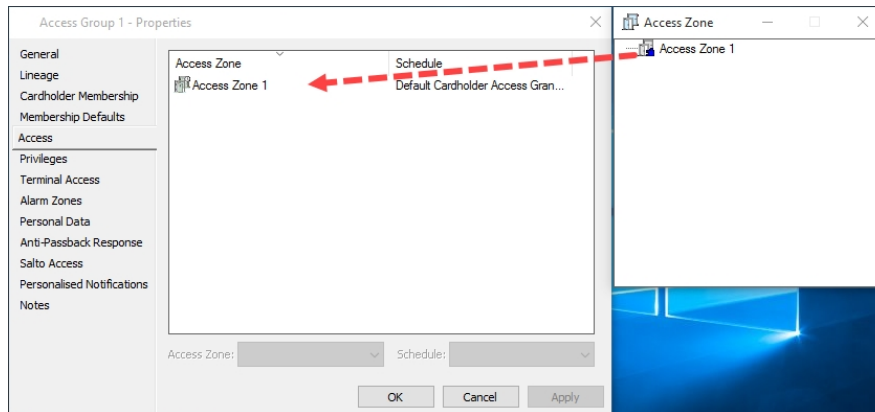 Access Group 1 - Properties
General
Lineage
Cardholder Membership
Membership Defaults
Access
Privileges
Terminal Access
Alarm Zones
Personal Data
Anti-Passback Response
Salto Access
Personalised Notifications
Notes
Access Zone Schedule
Access Zone 1 Default Cardholder Access Gran...
Access Zone: Schedule:
OK Cancel Apply
Access Zone
Access Zone 1